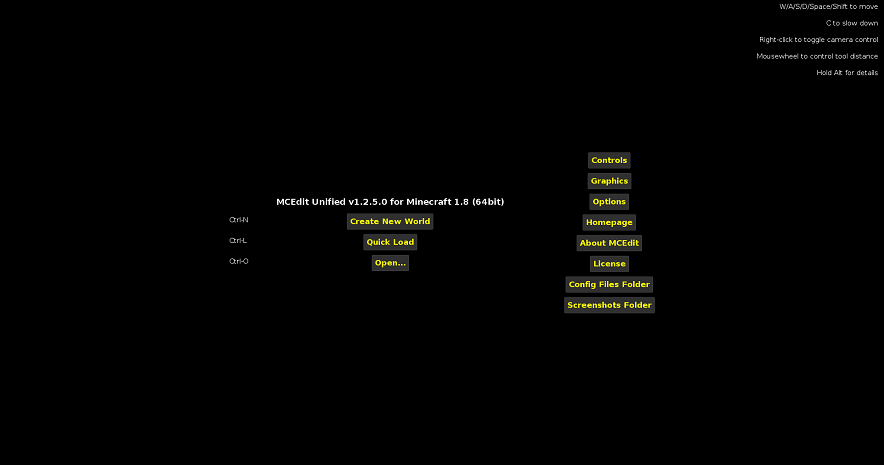 W/A/S/D/Space/Shift to move
C to slow down
Right-click to toggle camera control
Mousewheel to control tool distance
Hold Alt for details
MCEdit Unified v1.2.5.0 for Minecraft 1.8 (64bit)
Ctrl-N Create New World
Ctrl-L Quick Load
Ctrl-O Open...
Controls
Graphics
Options
Homepage
About MCEdit
License
Config Files Folder
Screenshots Folder